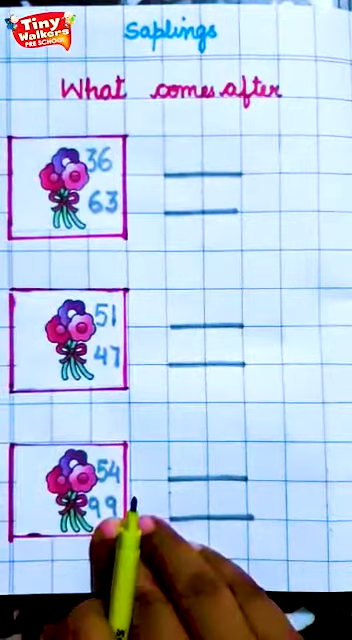 Tiny
Walkers
PRE SCHOOL
Saplings
What comes after
36
63
51
47
54
99